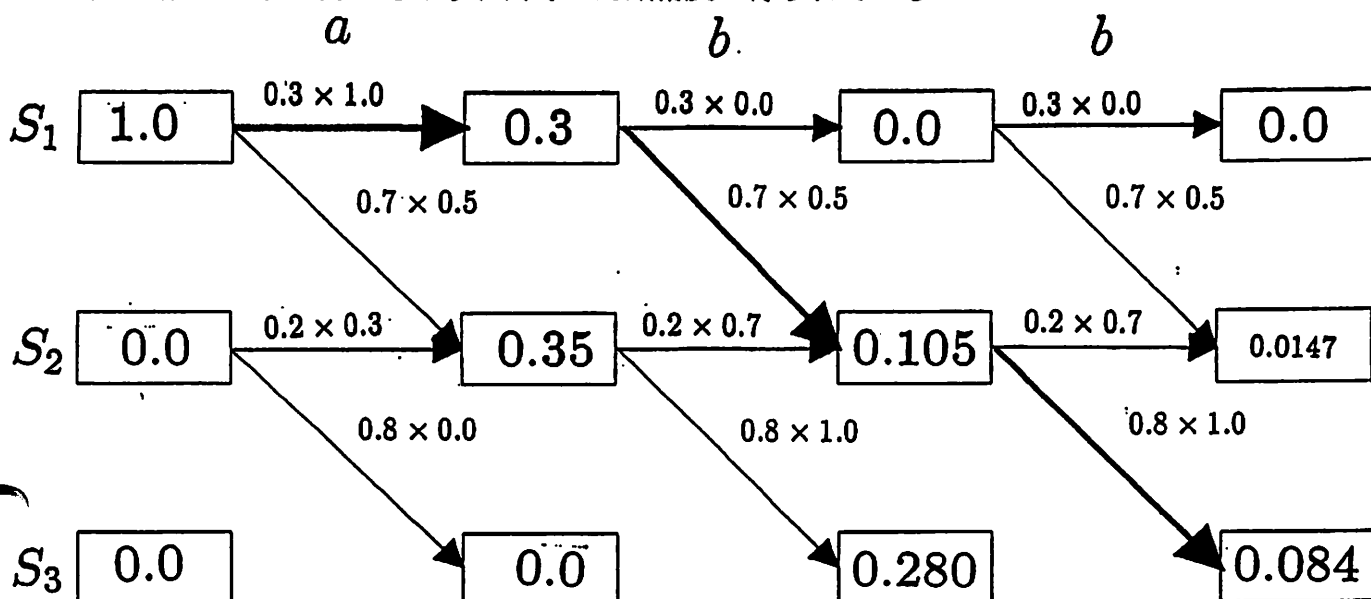 a b b
0.3 × 1.0 0.3 × 0.0 0.3 × 0.0
S₁ 1.0 0.3 0.0 0.0
0.7 × 0.5 0.7 × 0.5 0.7 × 0.5
0.2 × 0.3 0.2 × 0.7 0.2 × 0.7
S₂ 0.0 0.35 0.105 0.0147
0.8 × 0.0 0.8 × 1.0 0.8 × 1.0
S₃ 0.0 0.0 0.280 0.084